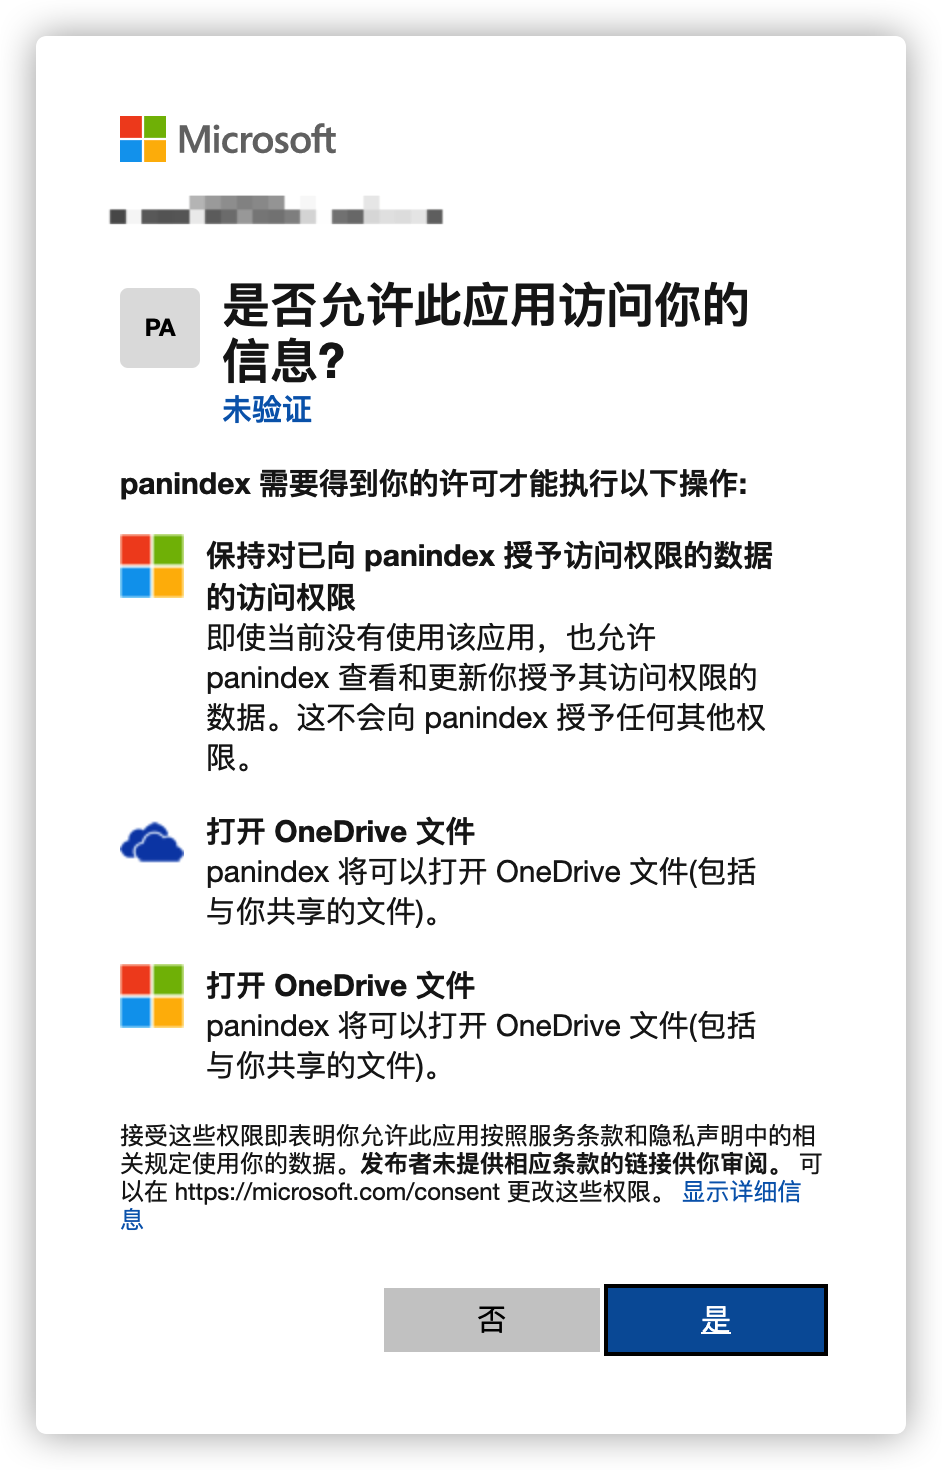 Microsoft
PA
是否允许此应用访问你的
信息?
未验证
panindex 需要得到你的许可才能执行以下操作:
保持对已向 panindex 授予访问权限的数据
的访问权限
即使当前没有使用该应用，也允许
panindex 查看和更新你授予其访问权限的
数据。这不会向 panindex 授予任何其他权
限。
打开 OneDrive 文件
panindex 将可以打开 OneDrive 文件(包括
与你共享的文件)。
打开 OneDrive 文件
panindex 将可以打开 OneDrive 文件(包括
与你共享的文件)。
接受这些权限即表明你允许此应用按照服务条款和隐私声明中的相
关规定使用你的数据。发布者未提供相应条款的链接供你审阅。 可
以在 https://microsoft.com/consent 更改这些权限。 显示详细信
息
否
是